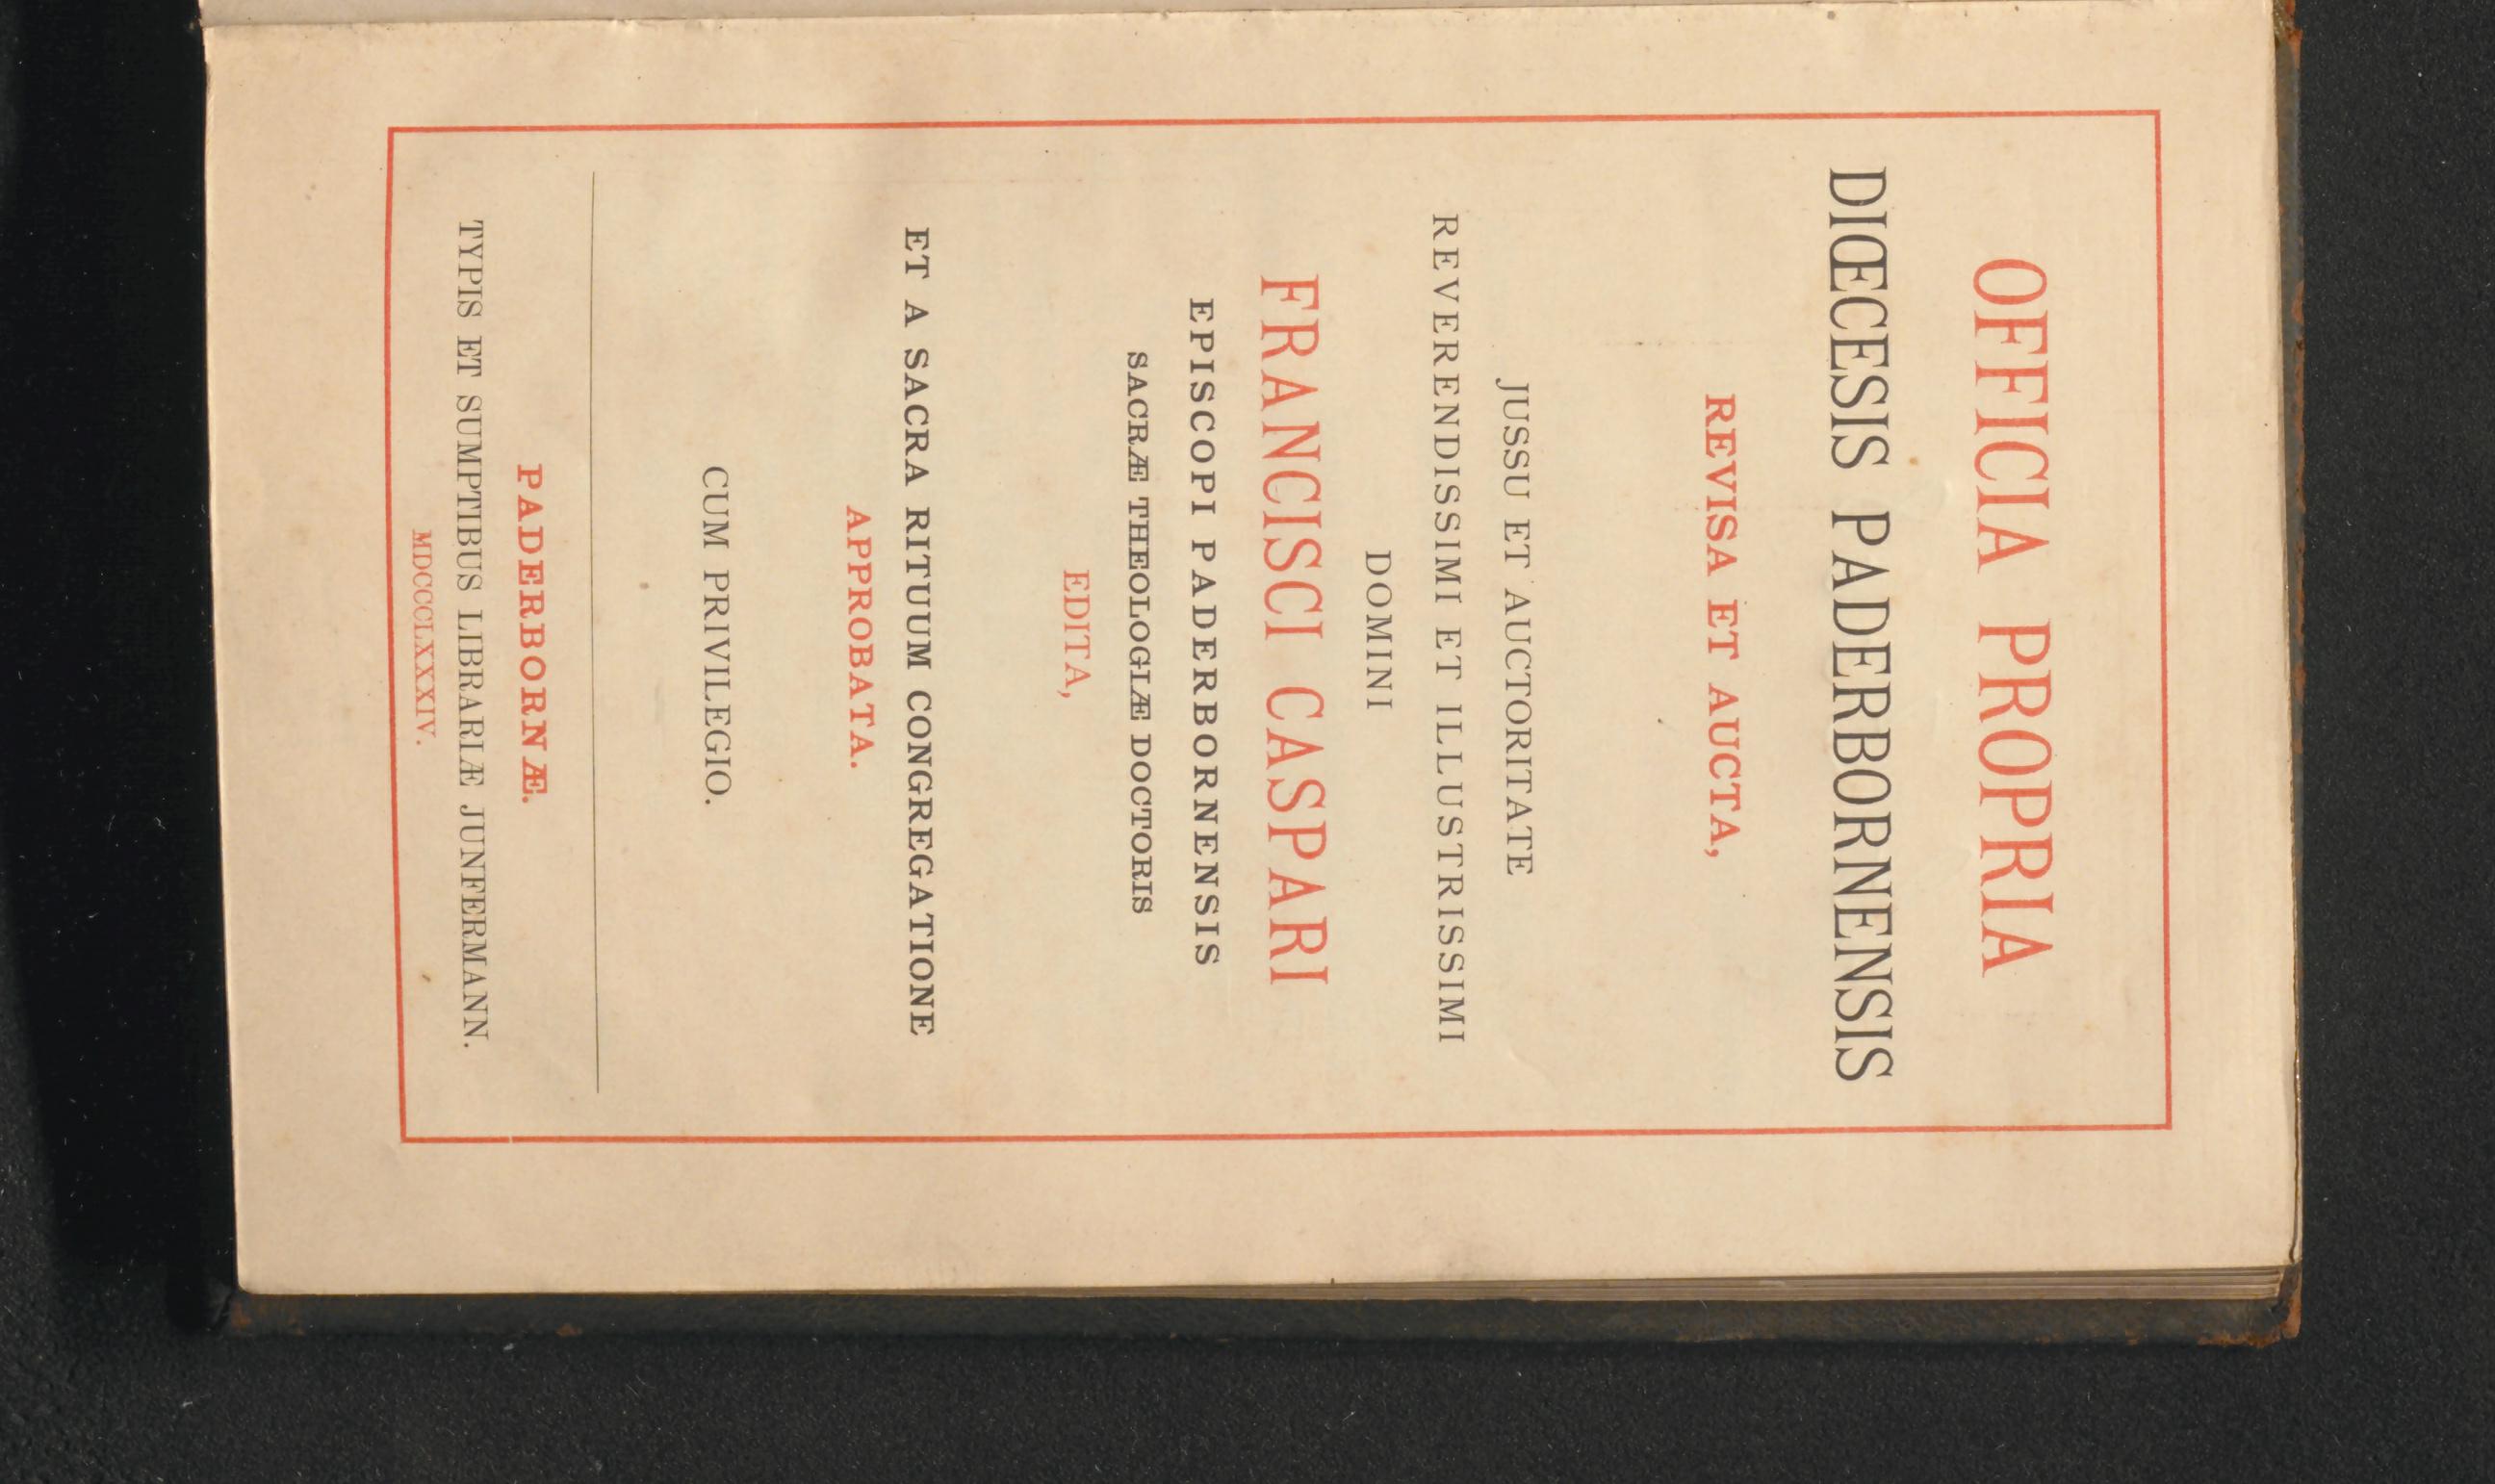 OFFICIA PROPRIA
DIŒCESIS PADERBORNENSIS
REVISA ET AUCTA,
JUSSU ET AUCTORITATE
REVERENDISSIMI ET ILLUSTRISSIMI
DOMINI
FRANCISCI CASPARI
EPISCOPI PADERBORNENSIS
SACRÆ THEOLOGIÆ DOCTORIS
EDITA,
ET A SACRA RITUUM CONGREGATIONE
APPROBATA.
CUM PRIVILEGIO.
PADERBORNÆ.
TYPIS ET SUMPTIBUS LIBRARIÆ JUNFERMANN.
MDCCCLXXXIV.